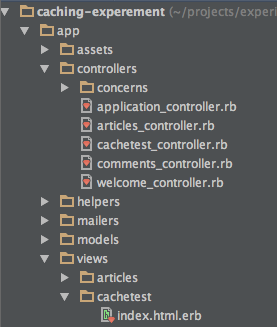 caching-experement (~/projects/experi
app
assets
controllers
concerns
application_controller.rb
articles_controller.rb
cachetest_controller.rb
comments_controller.rb
welcome_controller.rb
helpers
mailers
models
views
articles
cachetest
index.html.erb